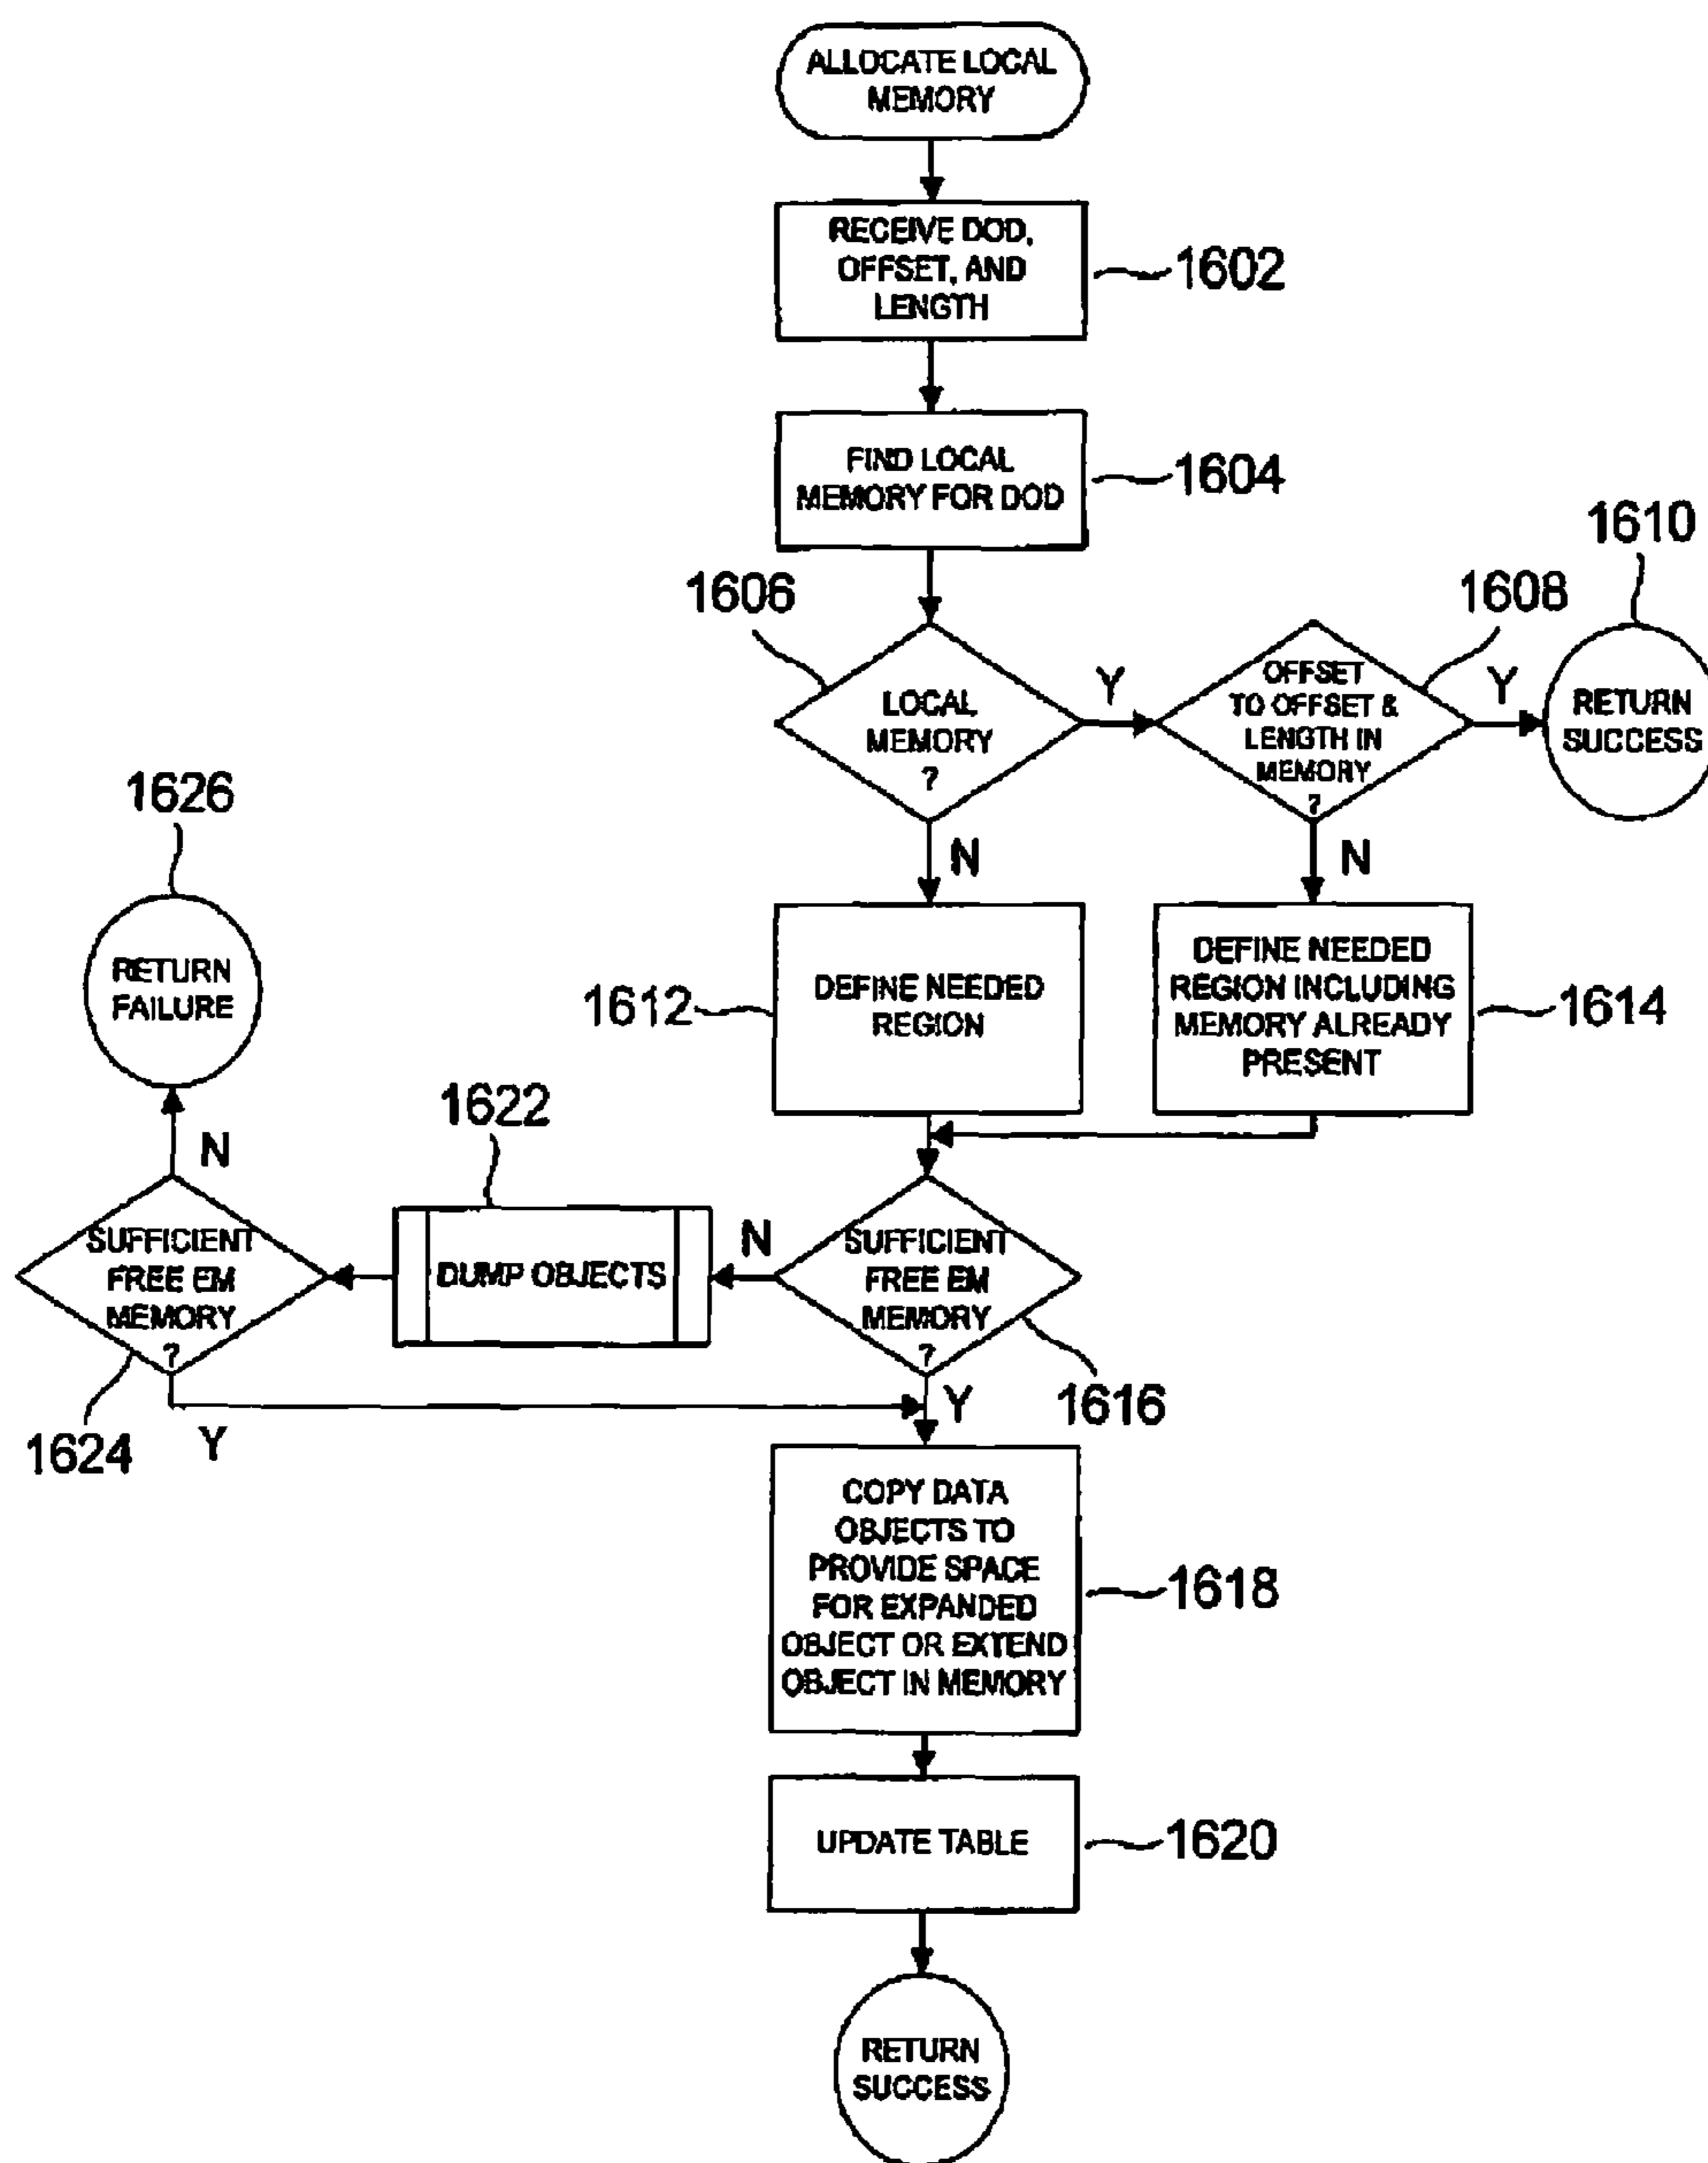 ALLOCATE LOCAL
MEMORY
RECEIVE DOD,
OFFSET, AND
LENGTH
1602
FIND LOCAL
MEMORY FOR DOD
1604
1610
1606
1608
LOCAL
MEMORY
?
Y
OFFSET
TO OFFSET &
LENGTH IN
MEMORY
?
Y
RETURN
SUCCESS
1626
N
N
RETURN
FAILURE
1612
DEFINE NEEDED
REGION
DEFINE NEEDED
REGION INCLUDING
MEMORY ALREADY
PRESENT
1614
1622
N
SUFFICIENT
FREE EM
MEMORY
?
DUMP OBJECTS
N
SUFFICIENT
FREE EM
MEMORY
?
1624
Y
Y
1616
COPY DATA
OBJECTS TO
PROVIDE SPACE
FOR EXPANDED
OBJECT OR EXTEND
OBJECT IN MEMORY
1618
UPDATE TABLE
1620
RETURN
SUCCESS